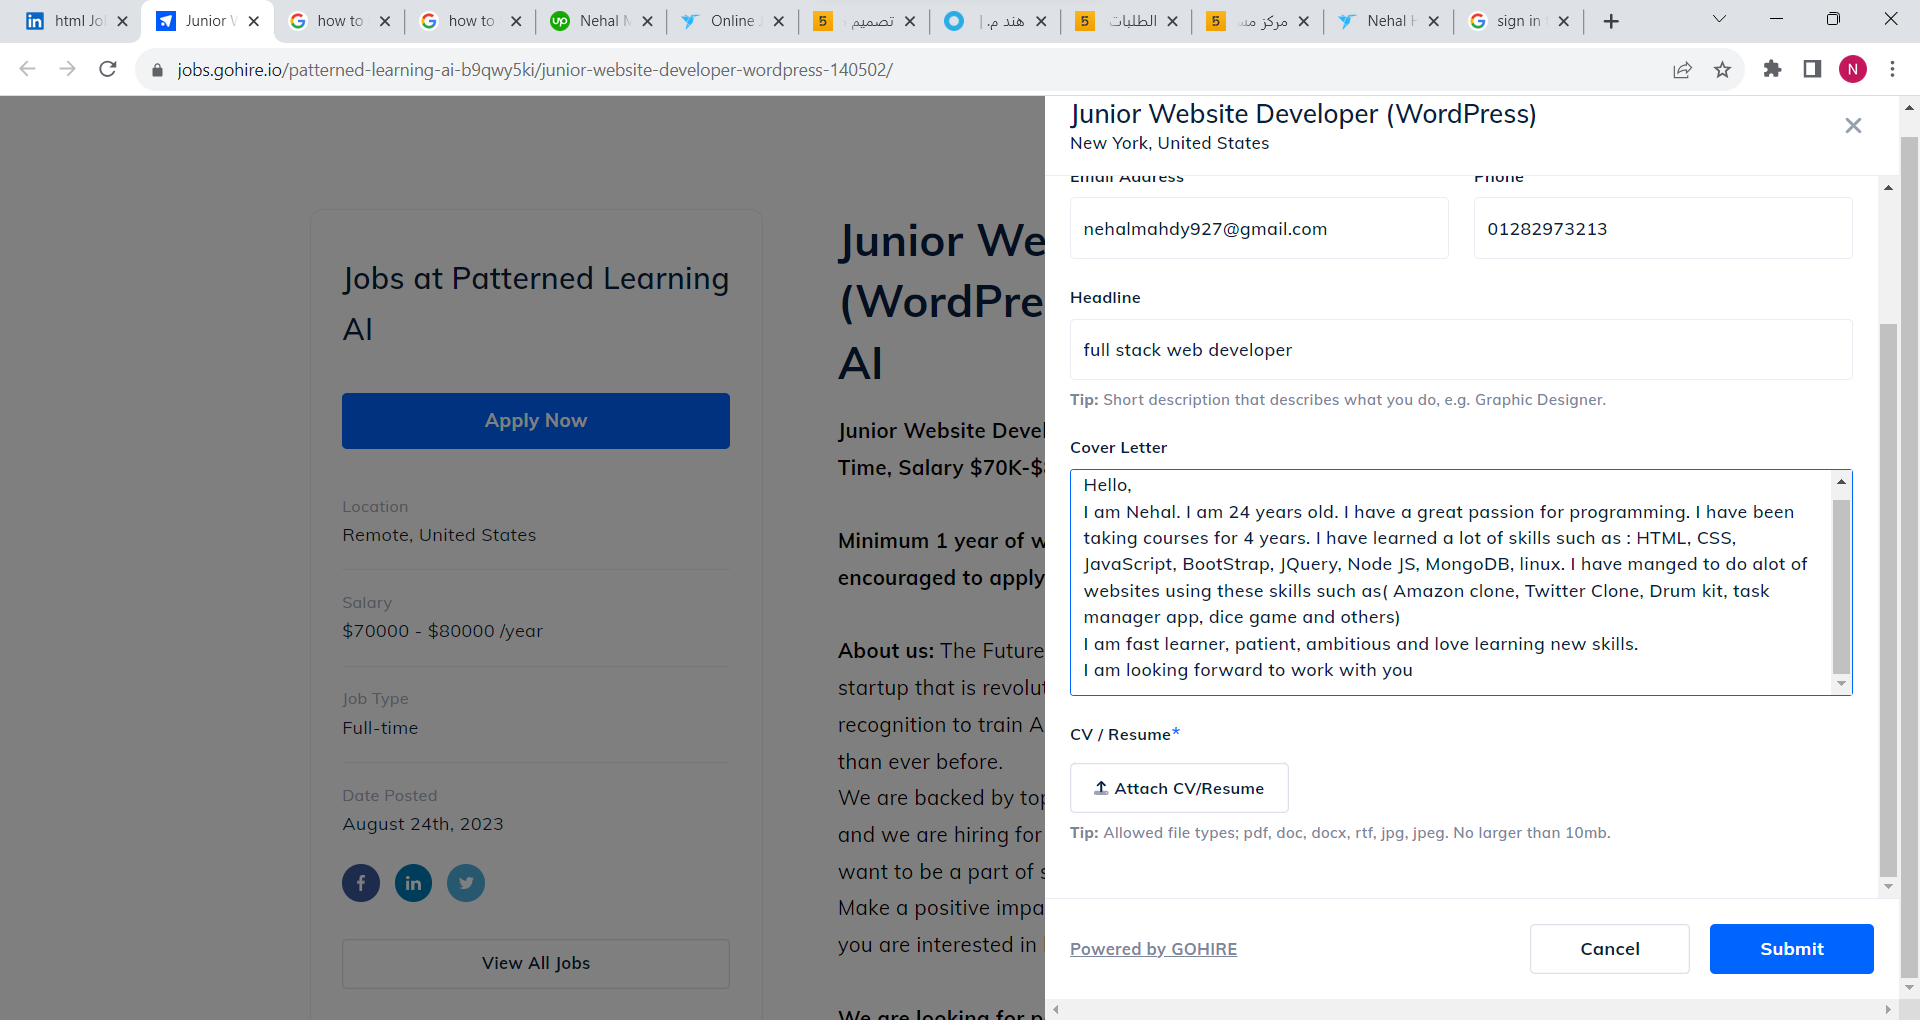 html Jo
Junior W
how to
how to
Nehal M
Online J
تصميم
هند م. |
الطلبات
مركز مس
Nehal H
sign in
jobs.gohire.io/patterned-learning-ai-b9qwy5ki/junior-website-developer-wordpress-140502/
N
Jobs at Patterned Learning
AI
Apply Now
Location
Remote, United States
Salary
$70000 - $80000 /year
Job Type
Full-time
Date Posted
August 24th, 2023
View All Jobs
Junior We
(WordPre
AI
Junior Website Devel
Time, Salary $70K-$
Minimum 1 year of w
encouraged to apply
About us: The Future
startup that is revolut
recognition to train A
than ever before.
We are backed by top
and we are hiring for
want to be a part of s
Make a positive impa
you are interested in
We are looking for p
Junior Website Developer (WordPress)
New York, United States
Email Address
Phone
nehalmahdy927@gmail.com
01282973213
Headline
full stack web developer
Tip: Short description that describes what you do, e.g. Graphic Designer.
Cover Letter
Hello,
I am Nehal. I am 24 years old. I have a great passion for programming. I have been
taking courses for 4 years. I have learned a lot of skills such as : HTML, CSS,
JavaScript, BootStrap, JQuery, Node JS, MongoDB, linux. I have manged to do alot of
websites using these skills such as( Amazon clone, Twitter Clone, Drum kit, task
manager app, dice game and others)
I am fast learner, patient, ambitious and love learning new skills.
I am looking forward to work with you
CV / Resume*
Attach CV/Resume
Tip: Allowed file types; pdf, doc, docx, rtf, jpg, jpeg. No larger than 10mb.
Powered by GOHIRE
Cancel
Submit